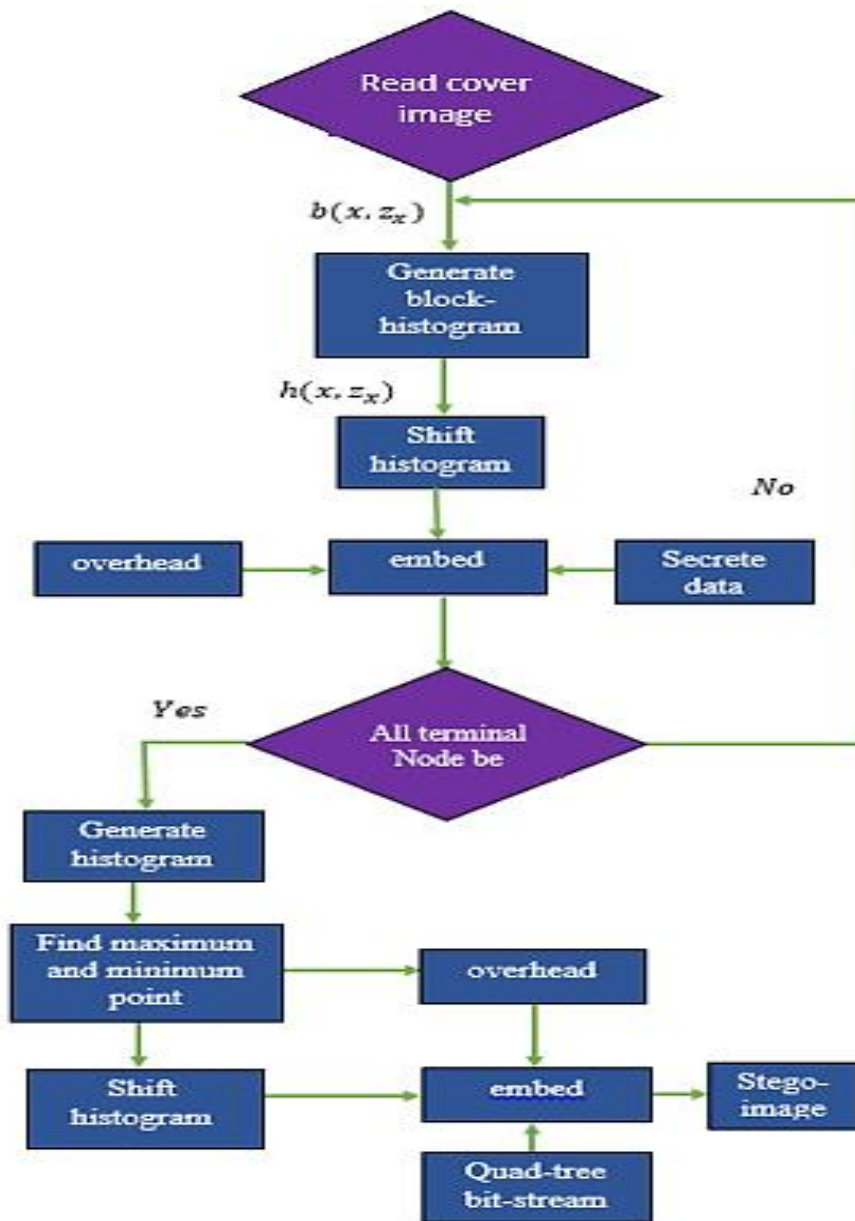 Read cover
image
b(x, z_x)
Generate
block-
histogram
h(x, z_x)
Shift
histogram
No
overhead
embed
Secrete
data
Yes
All terminal
Node be
Generate
histogram
Find maximum
and minimum
point
overhead
Shift
histogram
embed
Stego-
image
Quad-tree
bit-stream